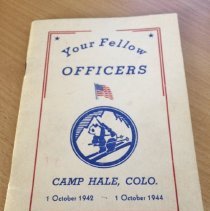 Your Fellow
OFFICERS
CAMP HALE, COLO.
1 October 1942 — 1 October 1944